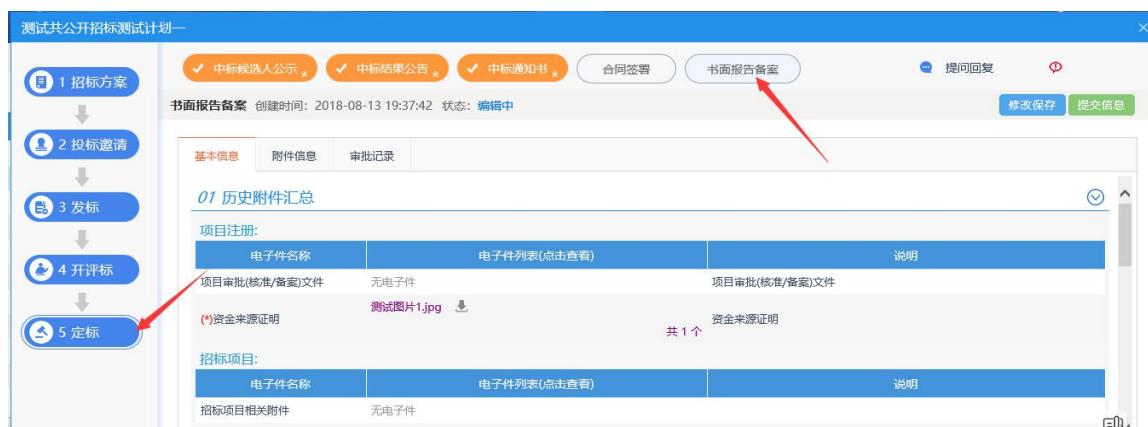 测试共公开招标测试计划一
1 招标方案
2 投标邀请
3 发标
4 开评标
5 定标
中标候选人公示 * 中标结果公告 * 中标通知书 * 合同签署 书面报告备案 提问回复
书面报告备案 创建时间：2018-08-13 19:37:42 状态：编辑中 修改保存 提交信息
基本信息 附件信息 审批记录
01 历史附件汇总
项目注册:
电子件名称 电子件列表(点击查看) 说明
项目审批(核准/备案)文件 无电子件 项目审批(核准/备案)文件
(*)资金来源证明 测试图片1.jpg 共1个 资金来源证明
招标项目:
电子件名称 电子件列表(点击查看) 说明
招标项目相关附件 无电子件